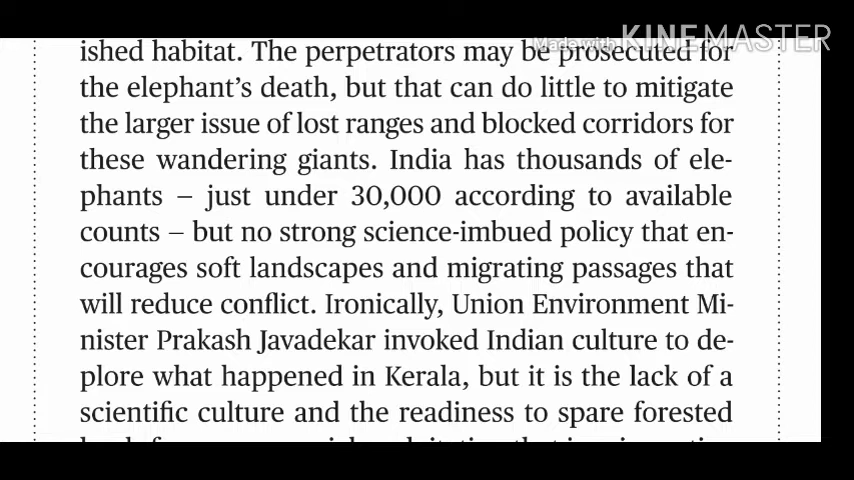 Made with KINEMASTER
ished habitat. The perpetrators may be prosecuted for
the elephant's death, but that can do little to mitigate
the larger issue of lost ranges and blocked corridors for
these wandering giants. India has thousands of ele-
phants – just under 30,000 according to available
counts – but no strong science-imbued policy that en-
courages soft landscapes and migrating passages that
will reduce conflict. Ironically, Union Environment Mi-
nister Prakash Javadekar invoked Indian culture to de-
plore what happened in Kerala, but it is the lack of a
scientific culture and the readiness to spare forested